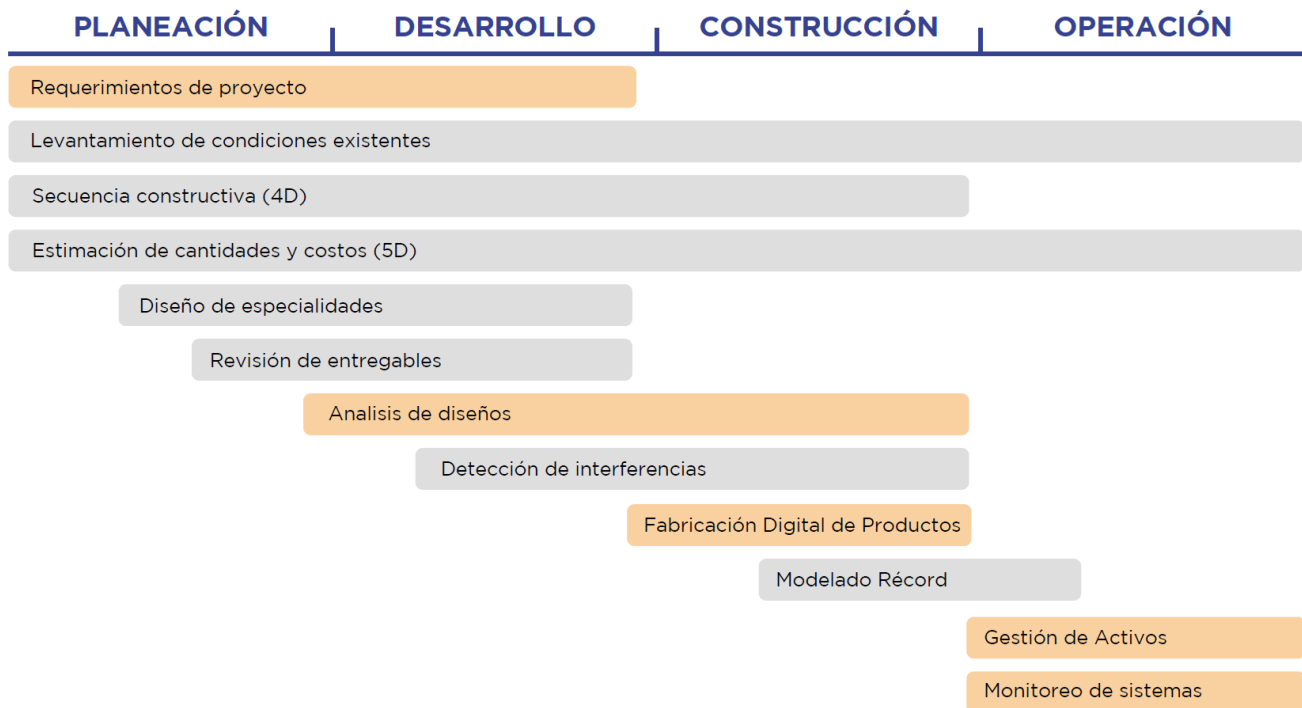 PLANEACIÓN DESARROLLO CONSTRUCCIÓN OPERACIÓN
Requerimientos de proyecto
Levantamiento de condiciones existentes
Secuencia constructiva (4D)
Estimación de cantidades y costos (5D)
Diseño de especialidades
Revisión de entregables
Analisis de diseños
Detección de interferencias
Fabricación Digital de Productos
Modelado Récord
Gestión de Activos
Monitoreo de sistemas